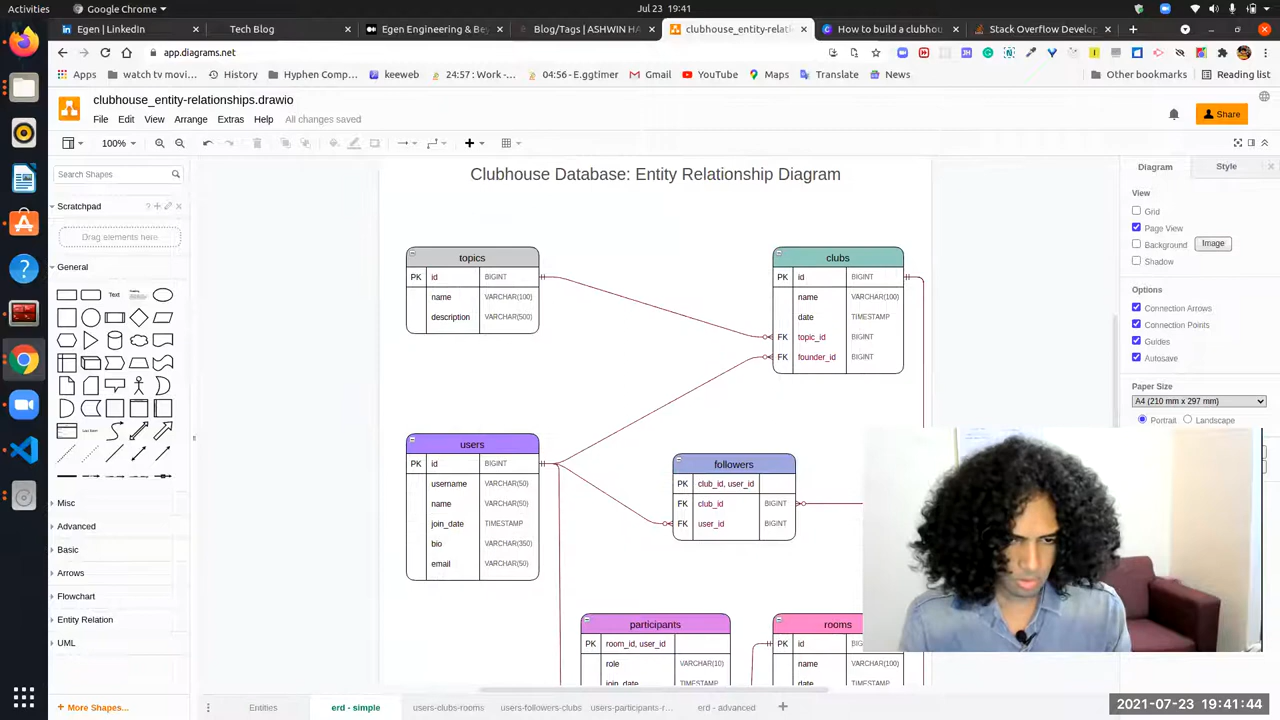 Activities
Google Chrome
Jul 23 19:41
Egen | LinkedIn
Tech Blog
Egen Engineering & Be
Blog/Tags | ASHWIN HA
clubhouse_entity-relati
How to build a clubhou
Stack Overflow Develop
app.diagrams.net
Apps
watch tv movi...
History
Hyphen Comp...
keeweb
24:57 : Work -...
04:56 - E.ggtimer
Gmail
YouTube
Maps
Translate
News
Other bookmarks
Reading list
clubhouse_entity-relationships.drawio
File Edit View Arrange Extras Help All changes saved
Share
100%
Search Shapes
Scratchpad
Drag elements here
General
Text
Misc
Advanced
Basic
Arrows
Flowchart
Entity Relation
UML
+ More Shapes...
Clubhouse Database: Entity Relationship Diagram
topics
PK id BIGINT
name VARCHAR(100)
description VARCHAR(500)
clubs
PK id BIGINT
name VARCHAR(100)
date TIMESTAMP
FK topic_id BIGINT
FK founder_id BIGINT
users
PK id BIGINT
username VARCHAR(50)
name VARCHAR(50)
join_date TIMESTAMP
bio VARCHAR(350)
email VARCHAR(50)
followers
PK club_id, user_id
FK club_id BIGINT
FK user_id BIGINT
participants
PK room_id, user_id
role VARCHAR(10)
join_date TIMESTAMP
rooms
PK id BIG
name VAR
date TIM
Diagram
Style
View
Grid
Page View
Background
Image
Shadow
Options
Connection Arrows
Connection Points
Guides
Autosave
Paper Size
A4 (210 mm x 297 mm)
Portrait
Landscape
Entities
erd - simple
users-clubs-rooms
users-followers-clubs
users-participants-r...
erd - advanced
2021-07-23 19:41:44